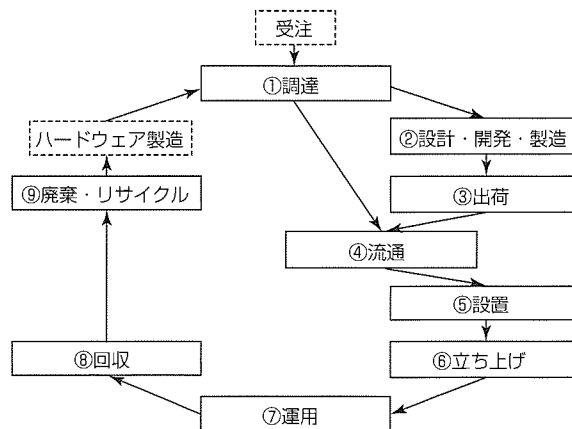 受注
①調達
②設計・開発・製造
③出荷
④流通
⑤設置
⑥立ち上げ
⑦運用
⑧回収
⑨廃棄・リサイクル
ハードウェア製造